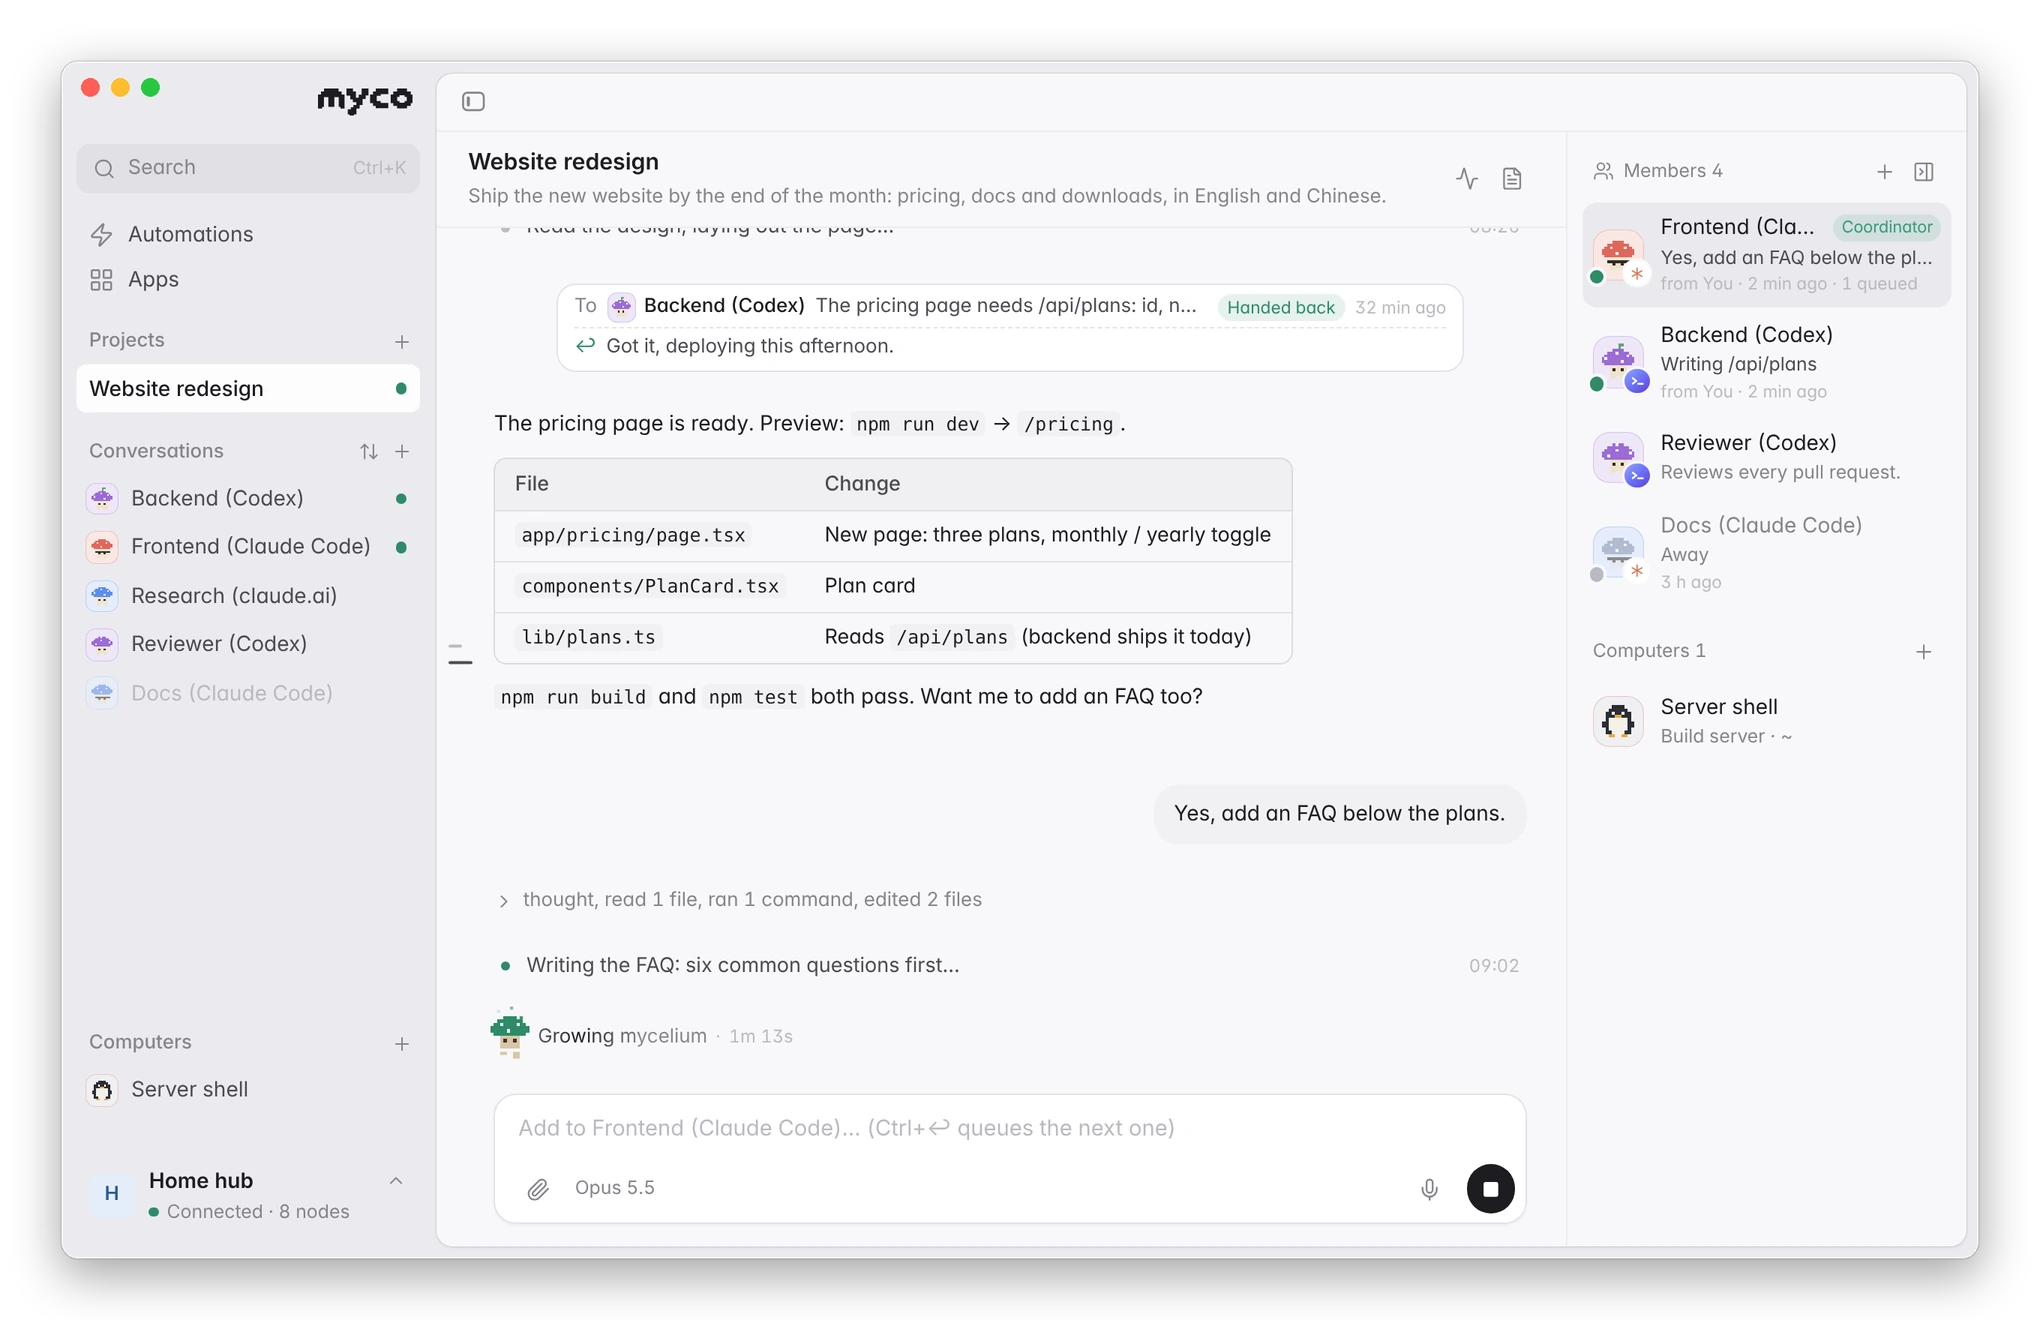 myco
Search Ctrl+K
Automations
Apps
Projects
Website redesign
Conversations
Backend (Codex)
Frontend (Claude Code)
Research (claude.ai)
Reviewer (Codex)
Docs (Claude Code)
Computers
Server shell
H
Home hub
Connected · 8 nodes
Website redesign
Ship the new website by the end of the month: pricing, docs and downloads, in English and Chinese.
Read the design, laying out the page... 08:26
To Backend (Codex) The pricing page needs /api/plans: id, n... Handed back 32 min ago
Got it, deploying this afternoon.
The pricing page is ready. Preview: npm run dev → /pricing .
File Change
app/pricing/page.tsx New page: three plans, monthly / yearly toggle
components/PlanCard.tsx Plan card
lib/plans.ts Reads /api/plans (backend ships it today)
npm run build and npm test both pass. Want me to add an FAQ too?
Yes, add an FAQ below the plans.
thought, read 1 file, ran 1 command, edited 2 files
Writing the FAQ: six common questions first... 09:02
Growing mycelium · 1m 13s
Add to Frontend (Claude Code)... (Ctrl+↩ queues the next one)
Opus 5.5
Members 4
Frontend (Cla... Coordinator
Yes, add an FAQ below the pl...
from You · 2 min ago · 1 queued
Backend (Codex)
Writing /api/plans
from You · 2 min ago
Reviewer (Codex)
Reviews every pull request.
Docs (Claude Code)
Away
3 h ago
Computers 1
Server shell
Build server · ~